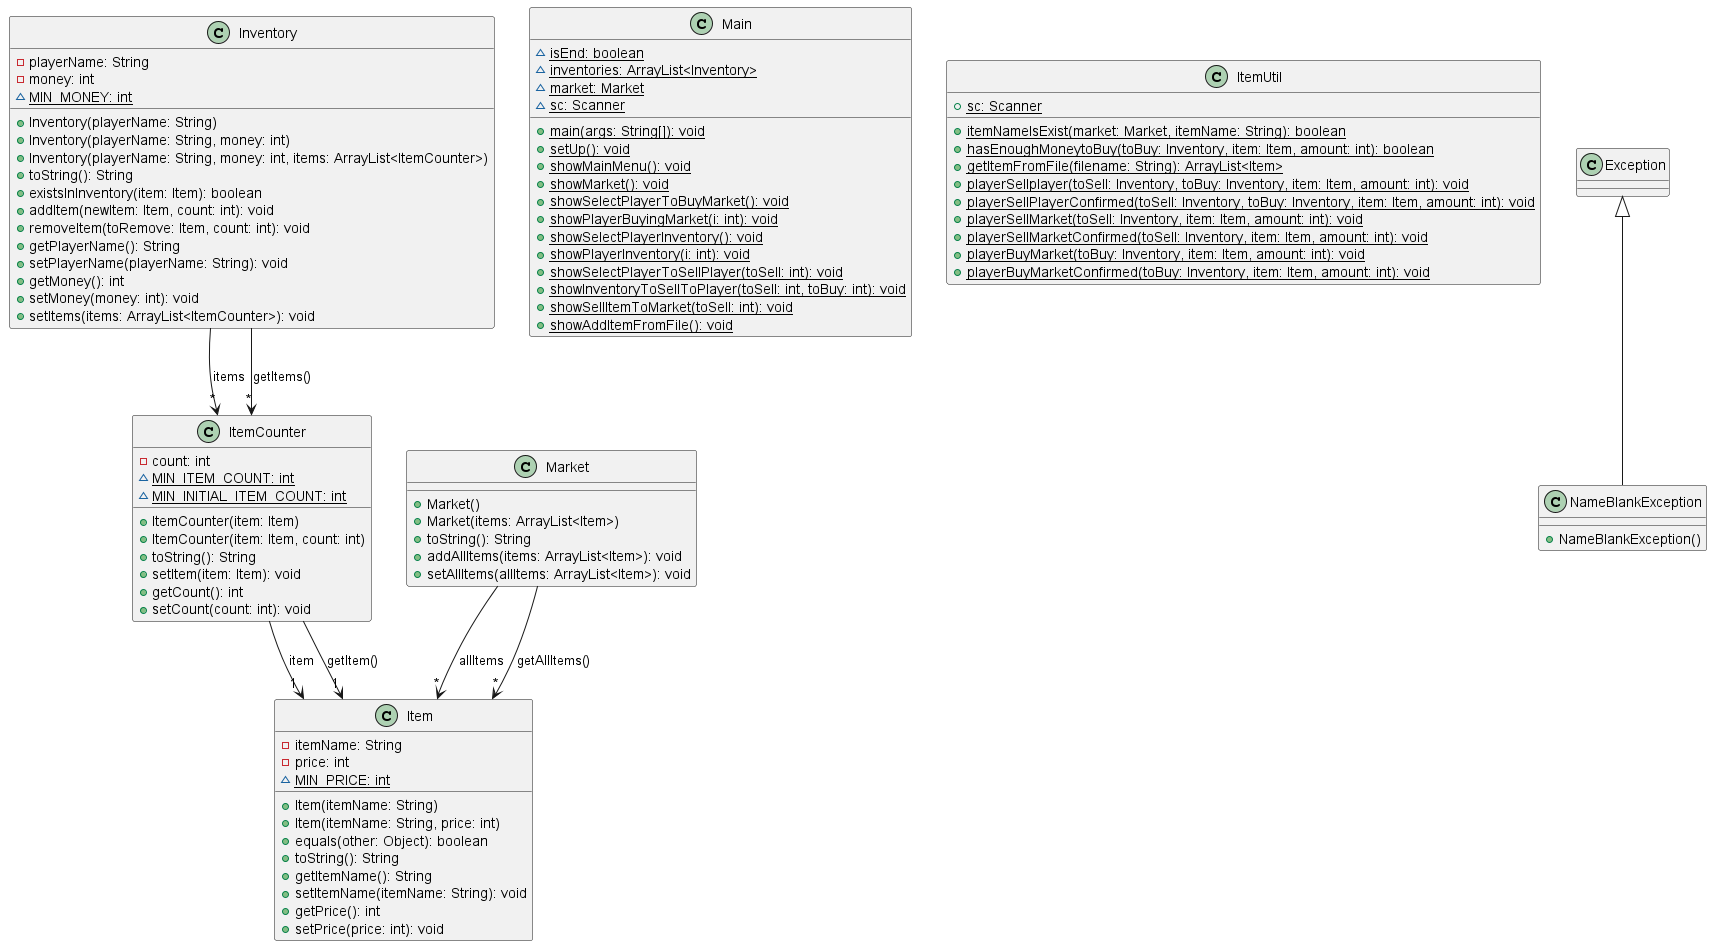 C Inventory
playerName: String
money: int
MIN_MONEY: int
Inventory(playerName: String)
Inventory(playerName: String, money: int)
Inventory(playerName: String, money: int, items: ArrayList<ItemCounter>)
toString(): String
existsInInventory(item: Item): boolean
addItem(newItem: Item, count: int): void
removeItem(toRemove: Item, count: int): void
getPlayerName(): String
setPlayerName(playerName: String): void
getMoney(): int
setMoney(money: int): void
setItems(items: ArrayList<ItemCounter>): void
C Main
isEnd: boolean
inventories: ArrayList<Inventory>
market: Market
sc: Scanner
main(args: String[]): void
setUp(): void
showMainMenu(): void
showMarket(): void
showSelectPlayerToBuyMarket(): void
showPlayerBuyingMarket(i: int): void
showSelectPlayerInventory(): void
showPlayerInventory(i: int): void
showSelectPlayerToSellPlayer(toSell: int): void
showInventoryToSellToPlayer(toSell: int, toBuy: int): void
showSellItemToMarket(toSell: int): void
showAddItemFromFile(): void
C ItemUtil
sc: Scanner
itemNameIsExist(market: Market, itemName: String): boolean
hasEnoughMoneytoBuy(toBuy: Inventory, item: Item, amount: int): boolean
getItemFromFile(filename: String): ArrayList<Item>
playerSellplayer(toSell: Inventory, toBuy: Inventory, item: Item, amount: int): void
playerSellPlayerConfirmed(toSell: Inventory, toBuy: Inventory, item: Item, amount: int): void
playerSellMarket(toSell: Inventory, item: Item, amount: int): void
playerSellMarketConfirmed(toSell: Inventory, item: Item, amount: int): void
playerBuyMarket(toBuy: Inventory, item: Item, amount: int): void
playerBuyMarketConfirmed(toBuy: Inventory, item: Item, amount: int): void
C Exception
items
getItems()
*
*
C ItemCounter
count: int
MIN_ITEM_COUNT: int
MIN_INITIAL_ITEM_COUNT: int
ItemCounter(item: Item)
ItemCounter(item: Item, count: int)
toString(): String
setItem(item: Item): void
getCount(): int
setCount(count: int): void
C Market
Market()
Market(items: ArrayList<Item>)
toString(): String
addAllItems(items: ArrayList<Item>): void
setAllItems(allItems: ArrayList<Item>): void
C NameBlankException
NameBlankException()
item
getItem()
allItems
getAllItems()
1
1
*
*
C Item
itemName: String
price: int
MIN_PRICE: int
Item(itemName: String)
Item(itemName: String, price: int)
equals(other: Object): boolean
toString(): String
getItemName(): String
setItemName(itemName: String): void
getPrice(): int
setPrice(price: int): void